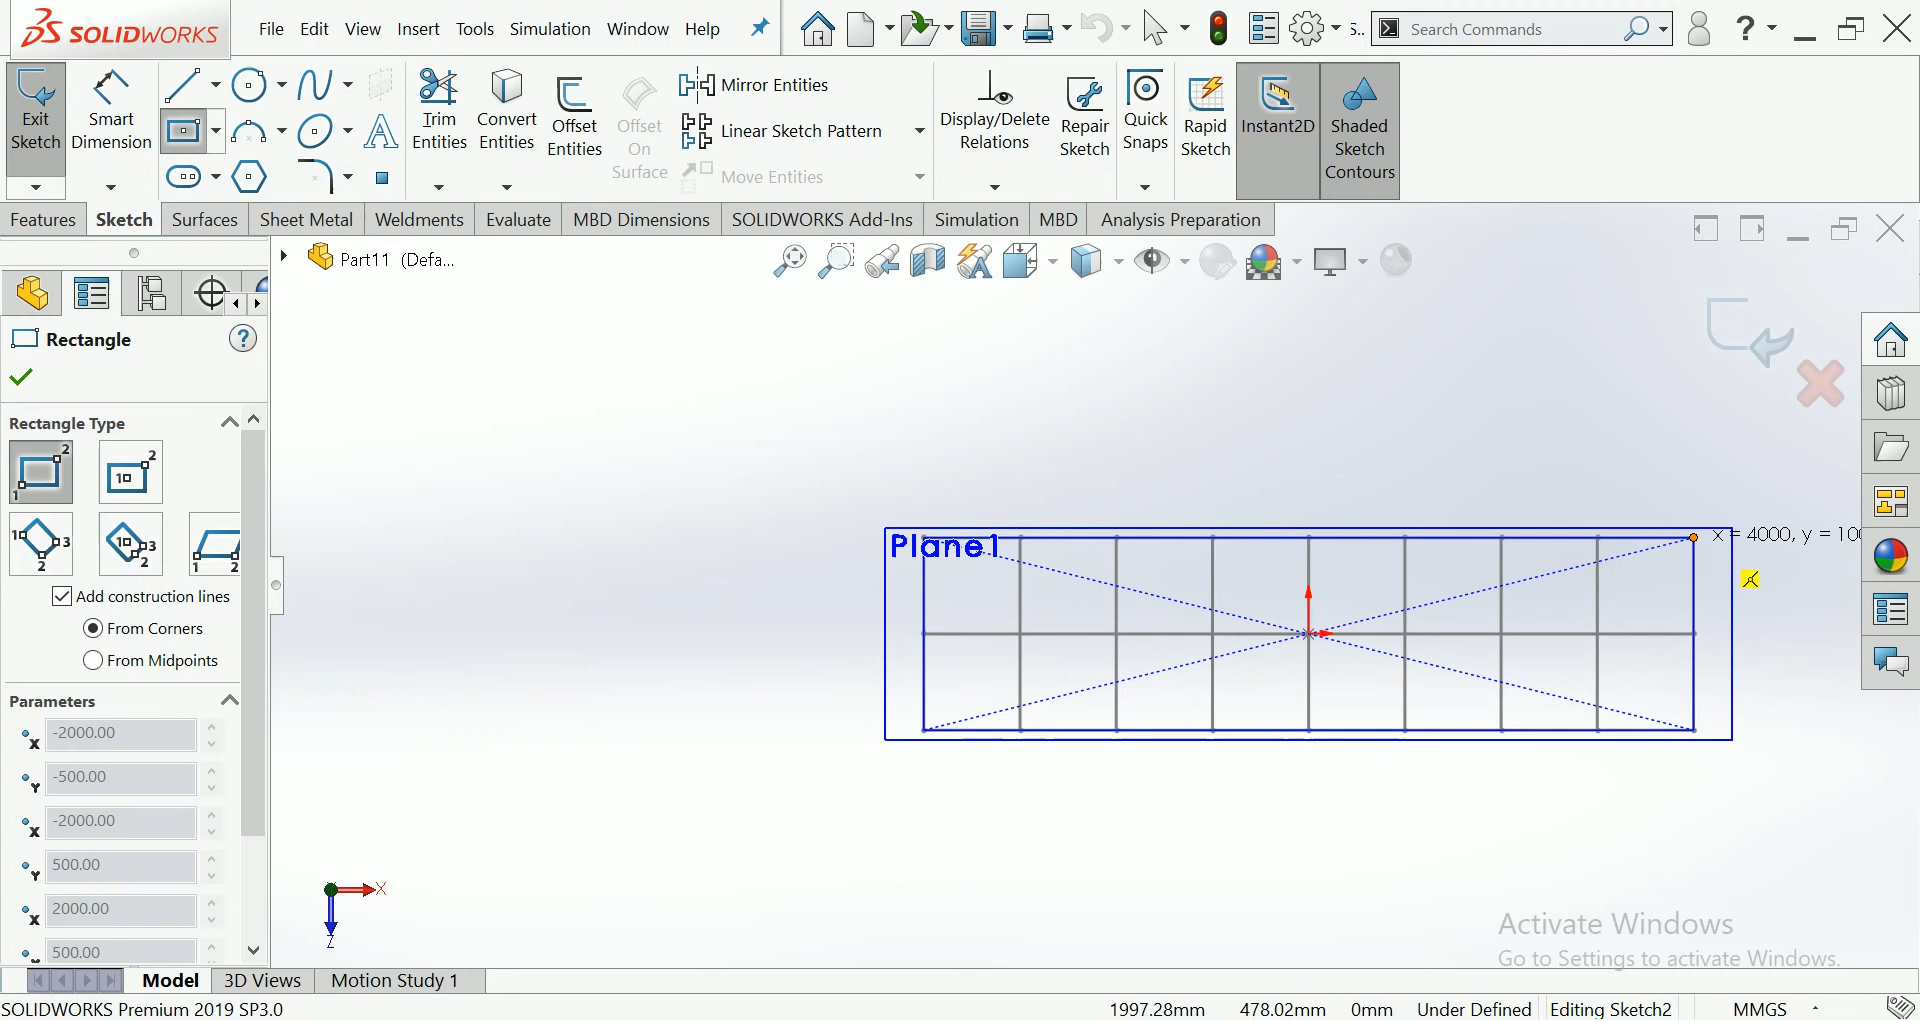 SOLIDWORKS File Edit View Insert Tools Simulation Window Help S.. Search Commands ?
Exit Sketch
Smart Dimension
Trim Entities
Convert Entities
Offset Entities
Offset On Surface
Mirror Entities
Linear Sketch Pattern
Move Entities
Display/Delete Relations
Repair Sketch
Quick Snaps
Rapid Sketch
Instant2D
Shaded Sketch Contours
Features Sketch Surfaces Sheet Metal Weldments Evaluate MBD Dimensions SOLIDWORKS Add-Ins Simulation MBD Analysis Preparation
Part11 (Defa...
Rectangle ?
Rectangle Type
Add construction lines
From Corners
From Midpoints
Parameters
X -2000.00
Y -500.00
X -2000.00
Y 500.00
X 2000.00
500.00
Plane1
x = 4000, y = 100
X
Z
Activate Windows
Go to Settings to activate Windows.
Model 3D Views Motion Study 1
SOLIDWORKS Premium 2019 SP3.0 1997.28mm 478.02mm 0mm Under Defined Editing Sketch2 MMGS